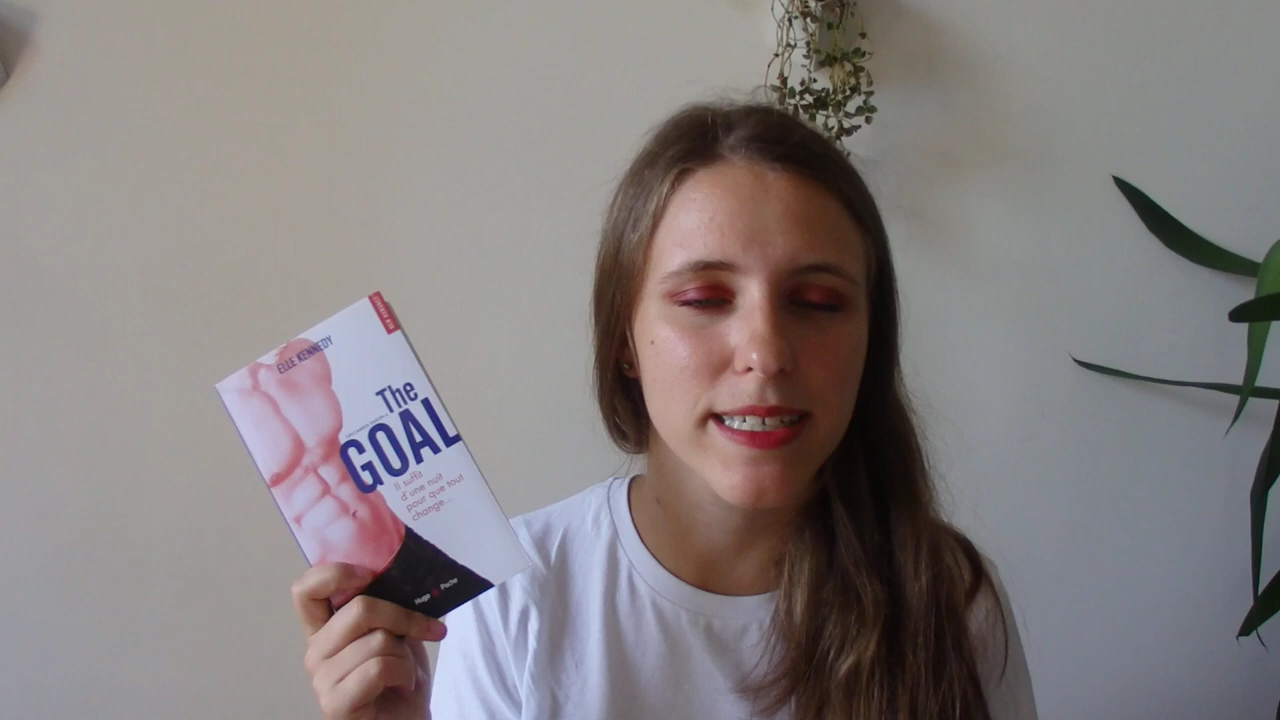 ELLE KENNEDY
The
GOAL
Il suffit
d'une nuit
pour que tout
change...
Hugo Poche